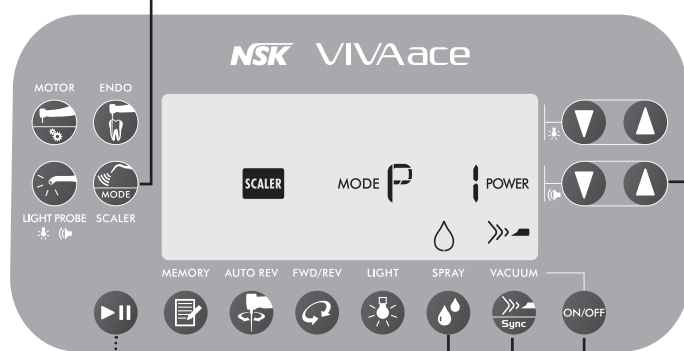 NSK VIVAace
MOTOR ENDO
MODE
LIGHT PROBE SCALER
SCALER MODE P 1 POWER
MEMORY AUTO REV FWD/REV LIGHT SPRAY VACUUM
Sync
ON/OFF